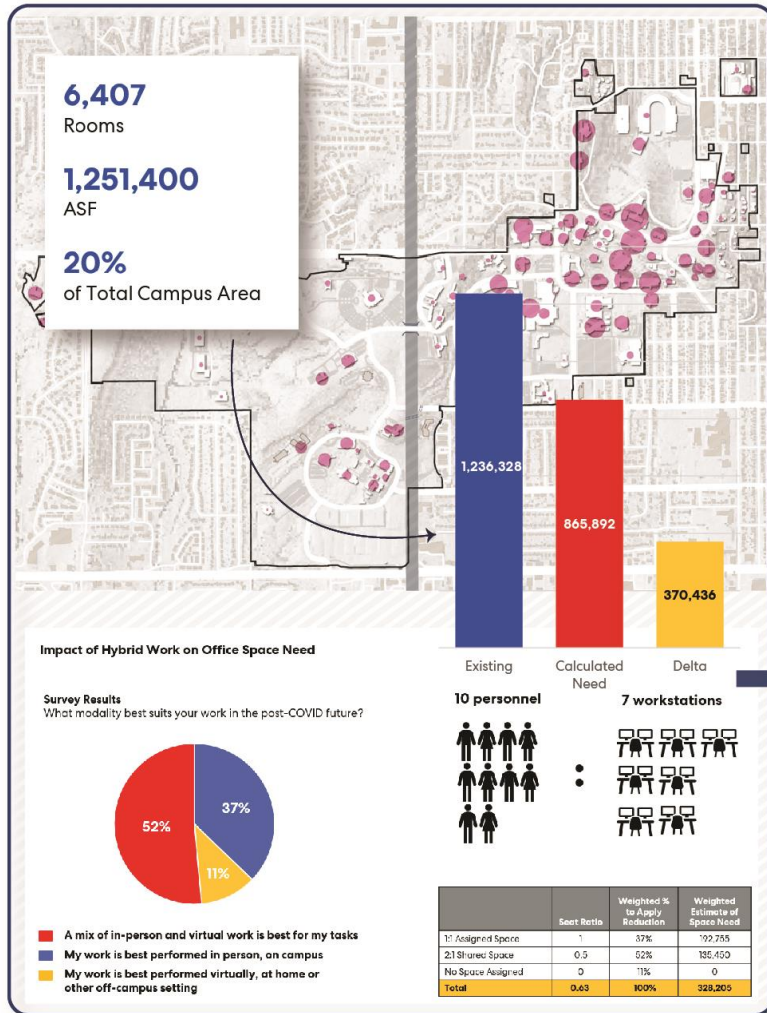 6,407
Rooms
1,251,400
ASF
20%
of Total Campus Area
1,236,328
865,892
370,436
Existing
Calculated
Need
Delta
Impact of Hybrid Work on Office Space Need
Survey Results
What modality best suits your work in the post-COVID future?
52%
37%
11%
A mix of in-person and virtual work is best for my tasks
My work is best performed in person, on campus
My work is best performed virtually, at home or
other off-campus setting
10 personnel
:
7 workstations
Seat Ratio
Weighted %
to Apply
Reduction
Weighted
Estimate of
Space Need
1:1 Assigned Space 1 37% 192,755
2:1 Shared Space 0.5 52% 135,450
No Space Assigned 0 11% 0
Total 0.63 100% 328,205